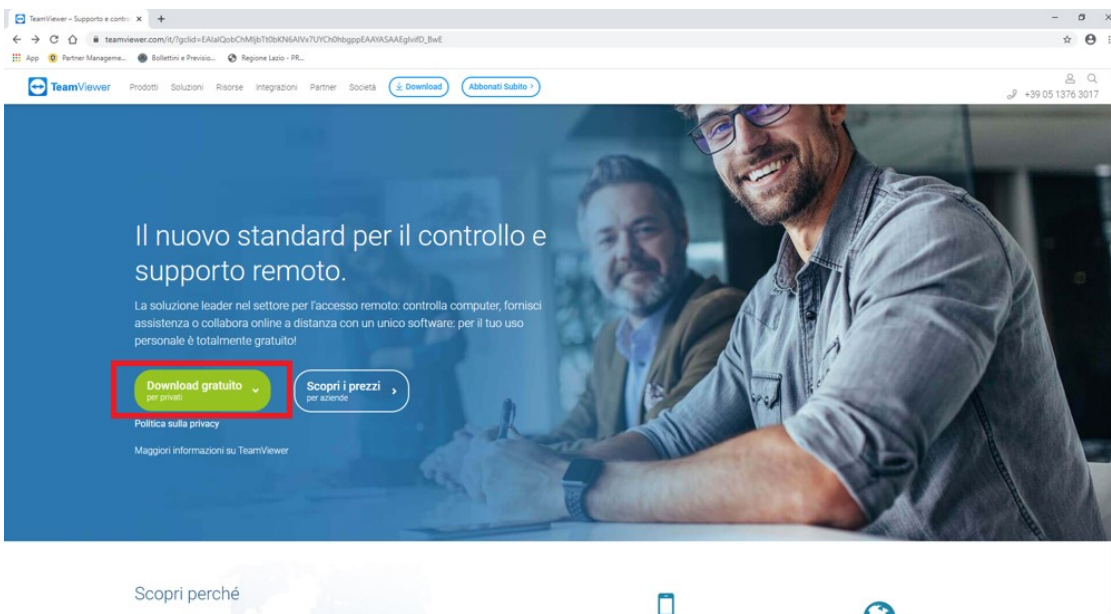 TeamViewer – Supporto e contro
teamviewer.com/it/?gclid=EAIaIQobChMIjbTt0bKN6AIVx7UYCh0hbgppEAAYASAAEgIvifD_BwE
App Partner Manageme... Bollettini e Previsio... Regione Lazio - PR...
TeamViewer Prodotti Soluzioni Risorse Integrazioni Partner Società Download Abbonati Subito >
+39 05 1376 3017
Il nuovo standard per il controllo e
supporto remoto.
La soluzione leader nel settore per l'accesso remoto: controlla computer, fornisci
assistenza o collabora online a distanza con un unico software: per il tuo uso
personale è totalmente gratuito!
Download gratuito
per privati
Scopri i prezzi
per aziende
Politica sulla privacy
Maggiori informazioni su TeamViewer
Scopri perché